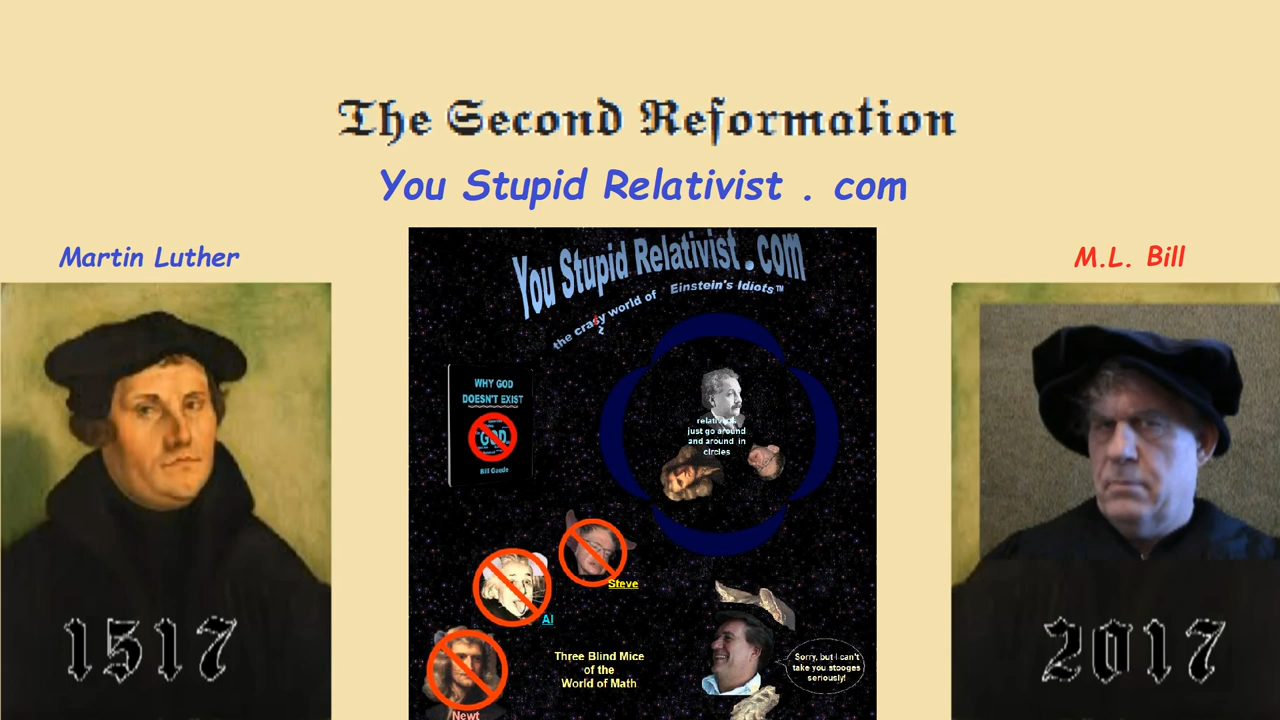 The Second Reformation
You Stupid Relativist . com
Martin Luther
M.L. Bill
You Stupid Relativist.com
the crasy world of Einstein's Idiots™
z
WHY GOD
DOESN'T EXIST
GOD
Bill Gaede
just go around
and around in
circles
Steve
Al
Newt
Three Blind Mice
of the
World of Math
Sorry, but I can't
take you stooges
seriously!
1517
2017